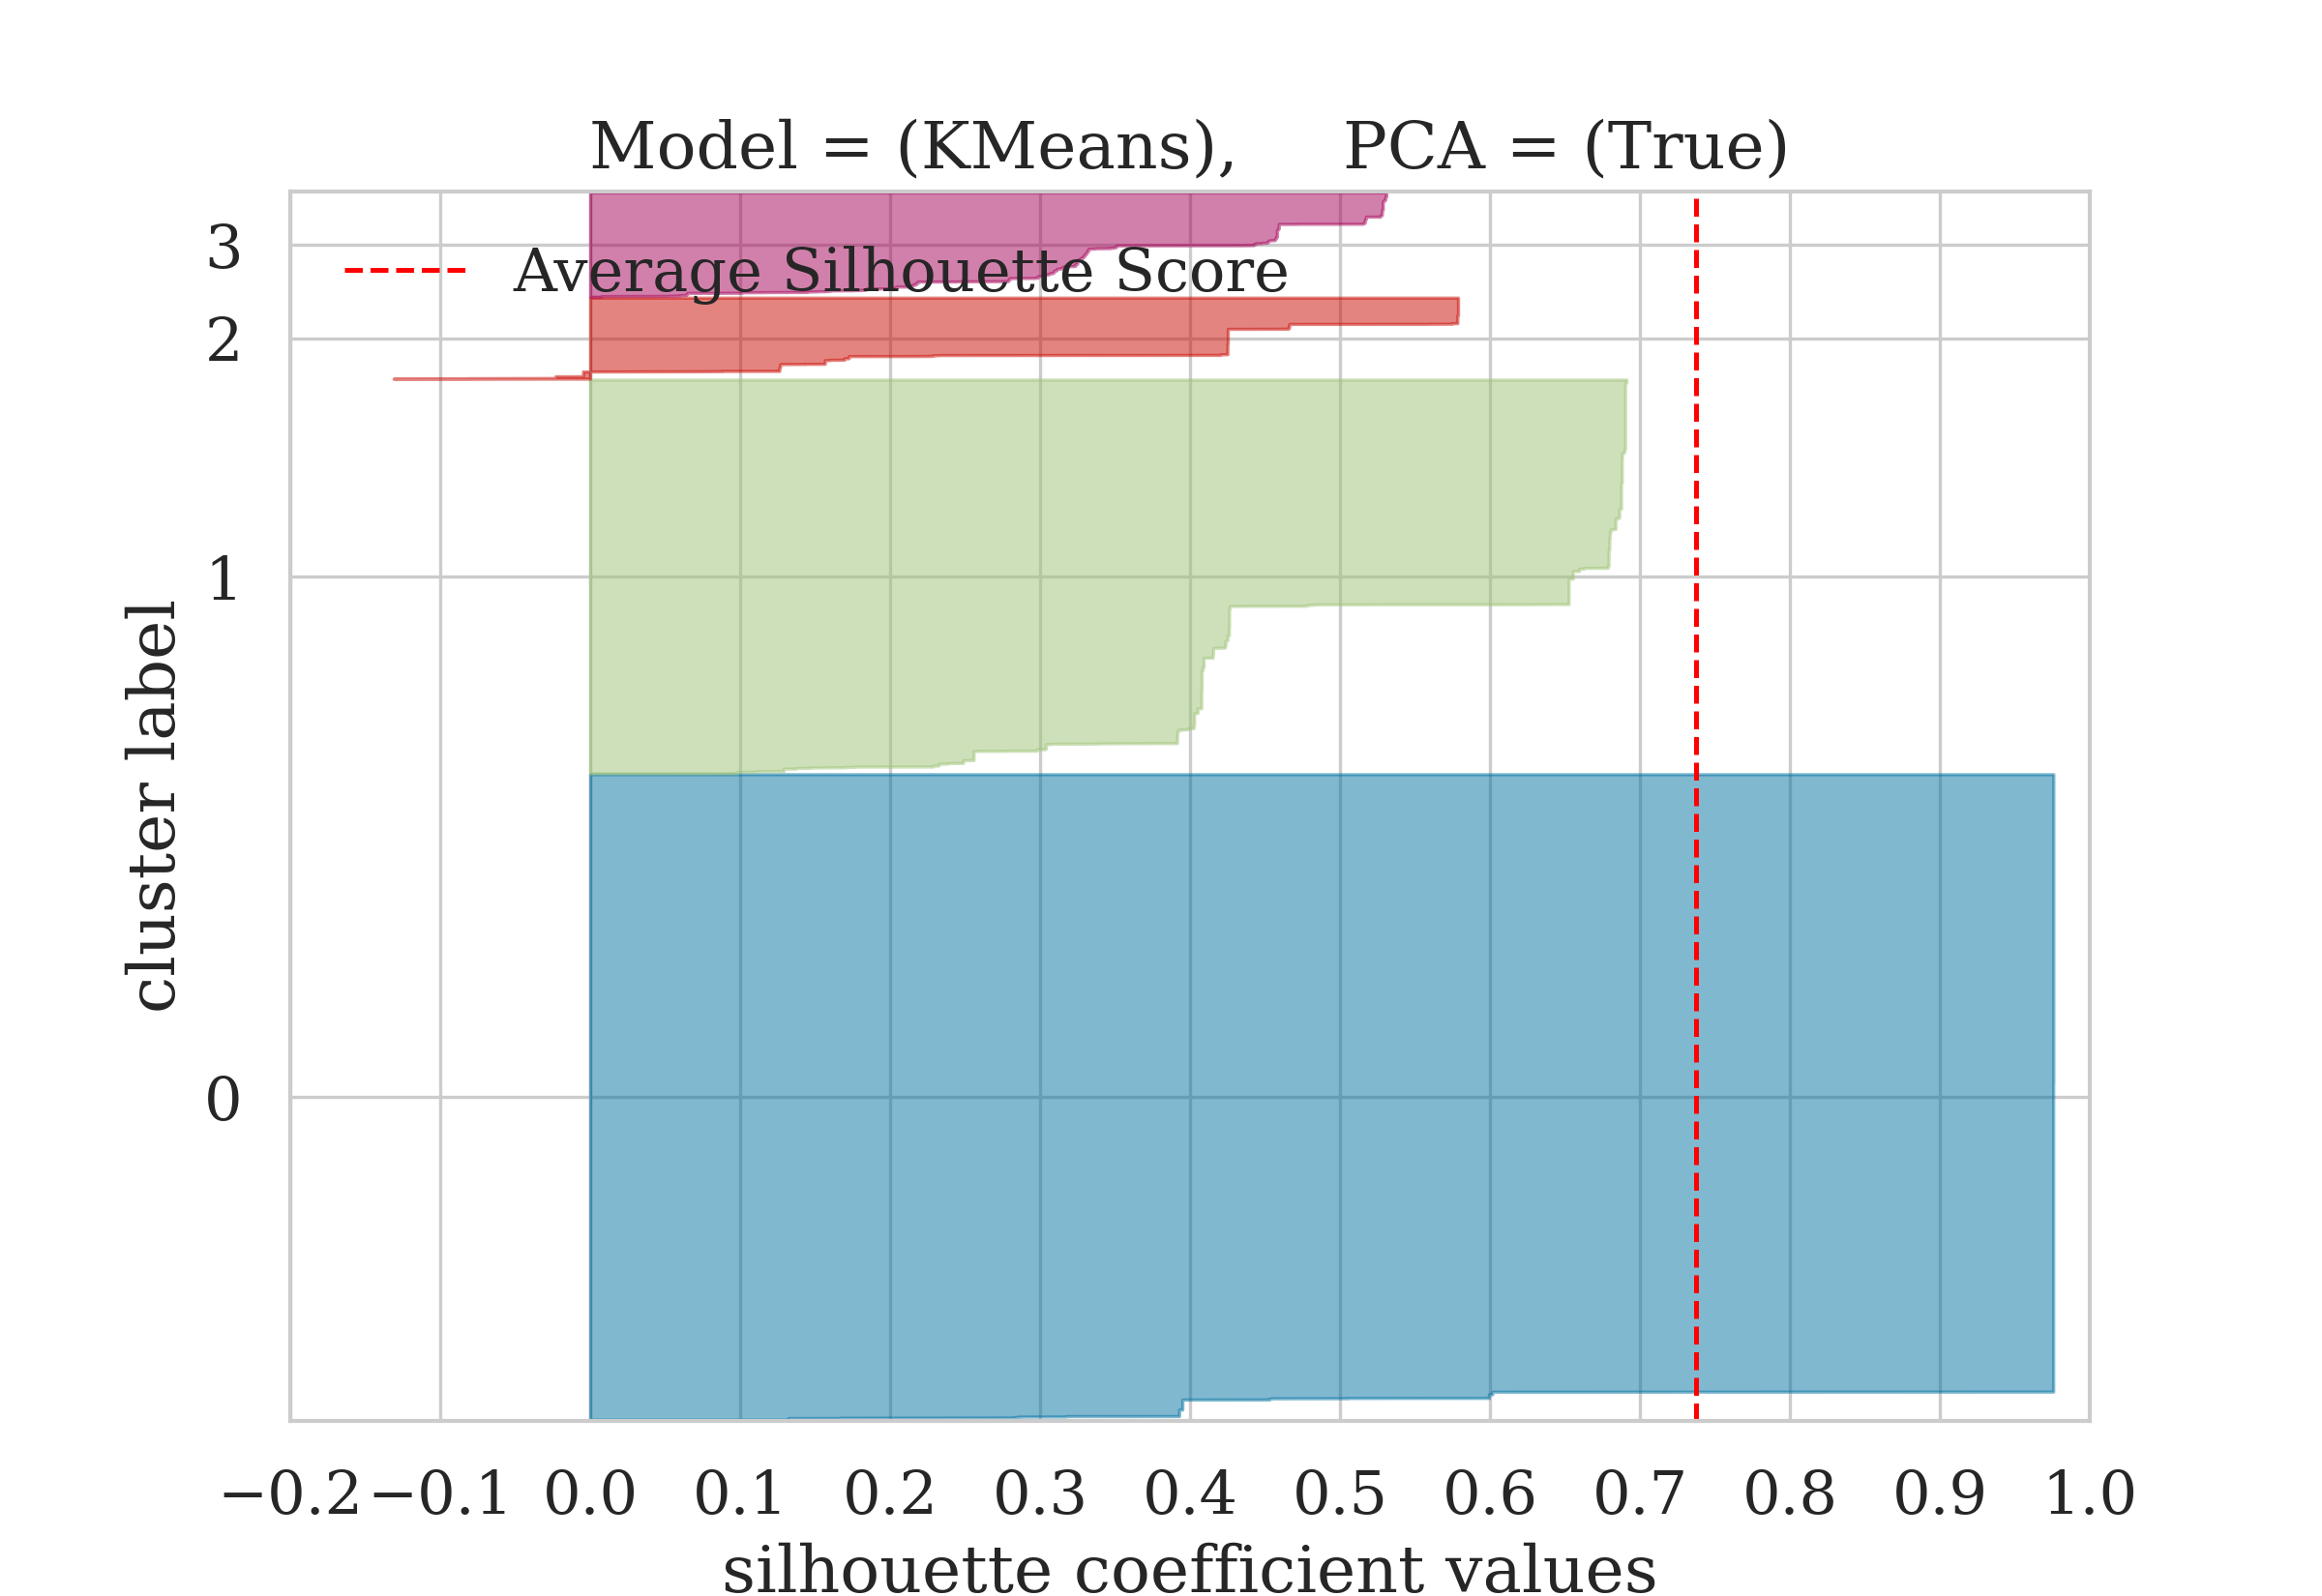 Model = (KMeans), PCA = (True)
3
Average Silhouette Score
2
1
cluster label
0
−0.2 −0.1 0.0 0.1 0.2 0.3 0.4 0.5 0.6 0.7 0.8 0.9 1.0
silhouette coefficient values